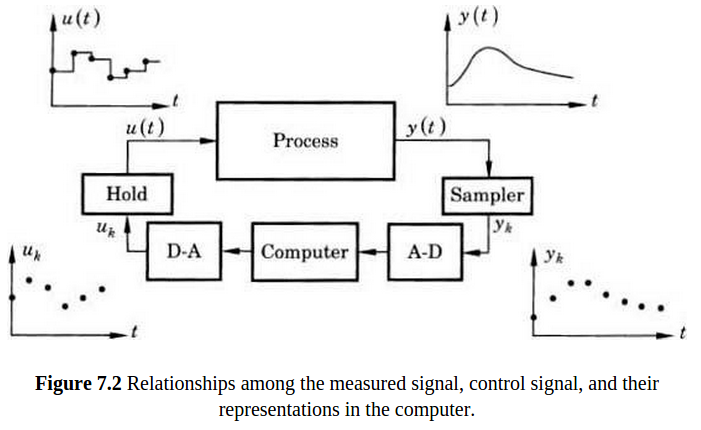 u(t)
y(t)
t
t
u(t)
Process
y(t)
Hold
Sampler
u_k
y_k
D-A
Computer
A-D
u_k
y_k
t
t
Figure 7.2 Relationships among the measured signal, control signal, and their
representations in the computer.